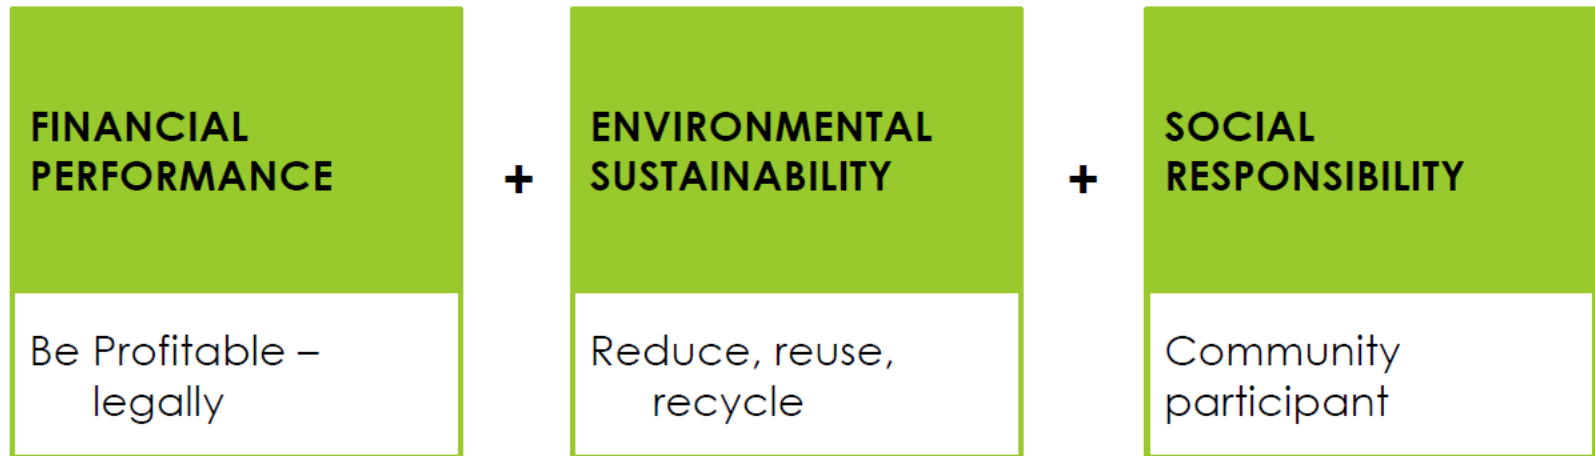 FINANCIAL
PERFORMANCE
Be Profitable –
legally
+
ENVIRONMENTAL
SUSTAINABILITY
Reduce, reuse,
recycle
+
SOCIAL
RESPONSIBILITY
Community
participant